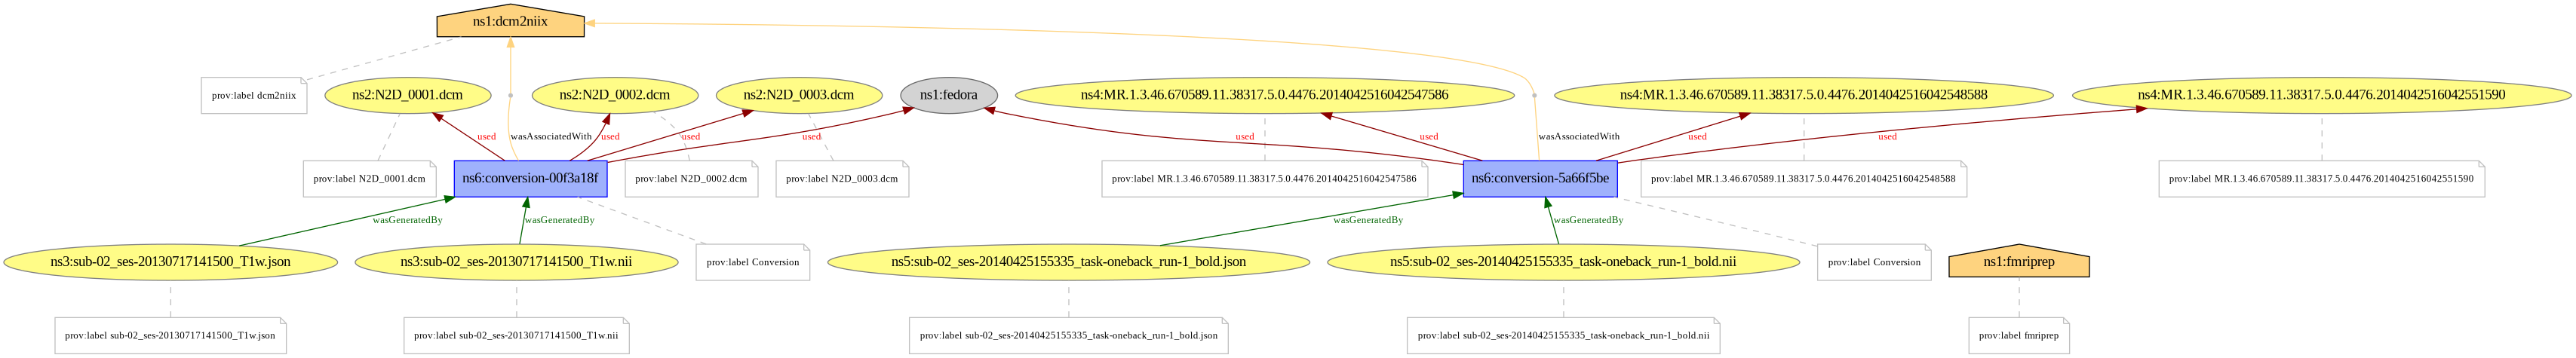 ns1:dcm2niix
prov:label dcm2niix
ns2:N2D_0001.dcm
ns2:N2D_0002.dcm
ns2:N2D_0003.dcm
ns1:fedora
ns4:MR.1.3.46.670589.11.38317.5.0.4476.2014042516042547586
ns4:MR.1.3.46.670589.11.38317.5.0.4476.2014042516042548588
ns4:MR.1.3.46.670589.11.38317.5.0.4476.2014042516042551590
used
wasAssociatedWith
used
used
used
used
used
wasAssociatedWith
used
used
prov:label N2D_0001.dcm
ns6:conversion-00f3a18f
prov:label N2D_0002.dcm
prov:label N2D_0003.dcm
prov:label MR.1.3.46.670589.11.38317.5.0.4476.2014042516042547586
ns6:conversion-5a66f5be
prov:label MR.1.3.46.670589.11.38317.5.0.4476.2014042516042548588
prov:label MR.1.3.46.670589.11.38317.5.0.4476.2014042516042551590
wasGeneratedBy
wasGeneratedBy
wasGeneratedBy
wasGeneratedBy
ns3:sub-02_ses-20130717141500_T1w.json
ns3:sub-02_ses-20130717141500_T1w.nii
prov:label Conversion
ns5:sub-02_ses-20140425155335_task-oneback_run-1_bold.json
ns5:sub-02_ses-20140425155335_task-oneback_run-1_bold.nii
prov:label Conversion
ns1:fmriprep
prov:label sub-02_ses-20130717141500_T1w.json
prov:label sub-02_ses-20130717141500_T1w.nii
prov:label sub-02_ses-20140425155335_task-oneback_run-1_bold.json
prov:label sub-02_ses-20140425155335_task-oneback_run-1_bold.nii
prov:label fmriprep